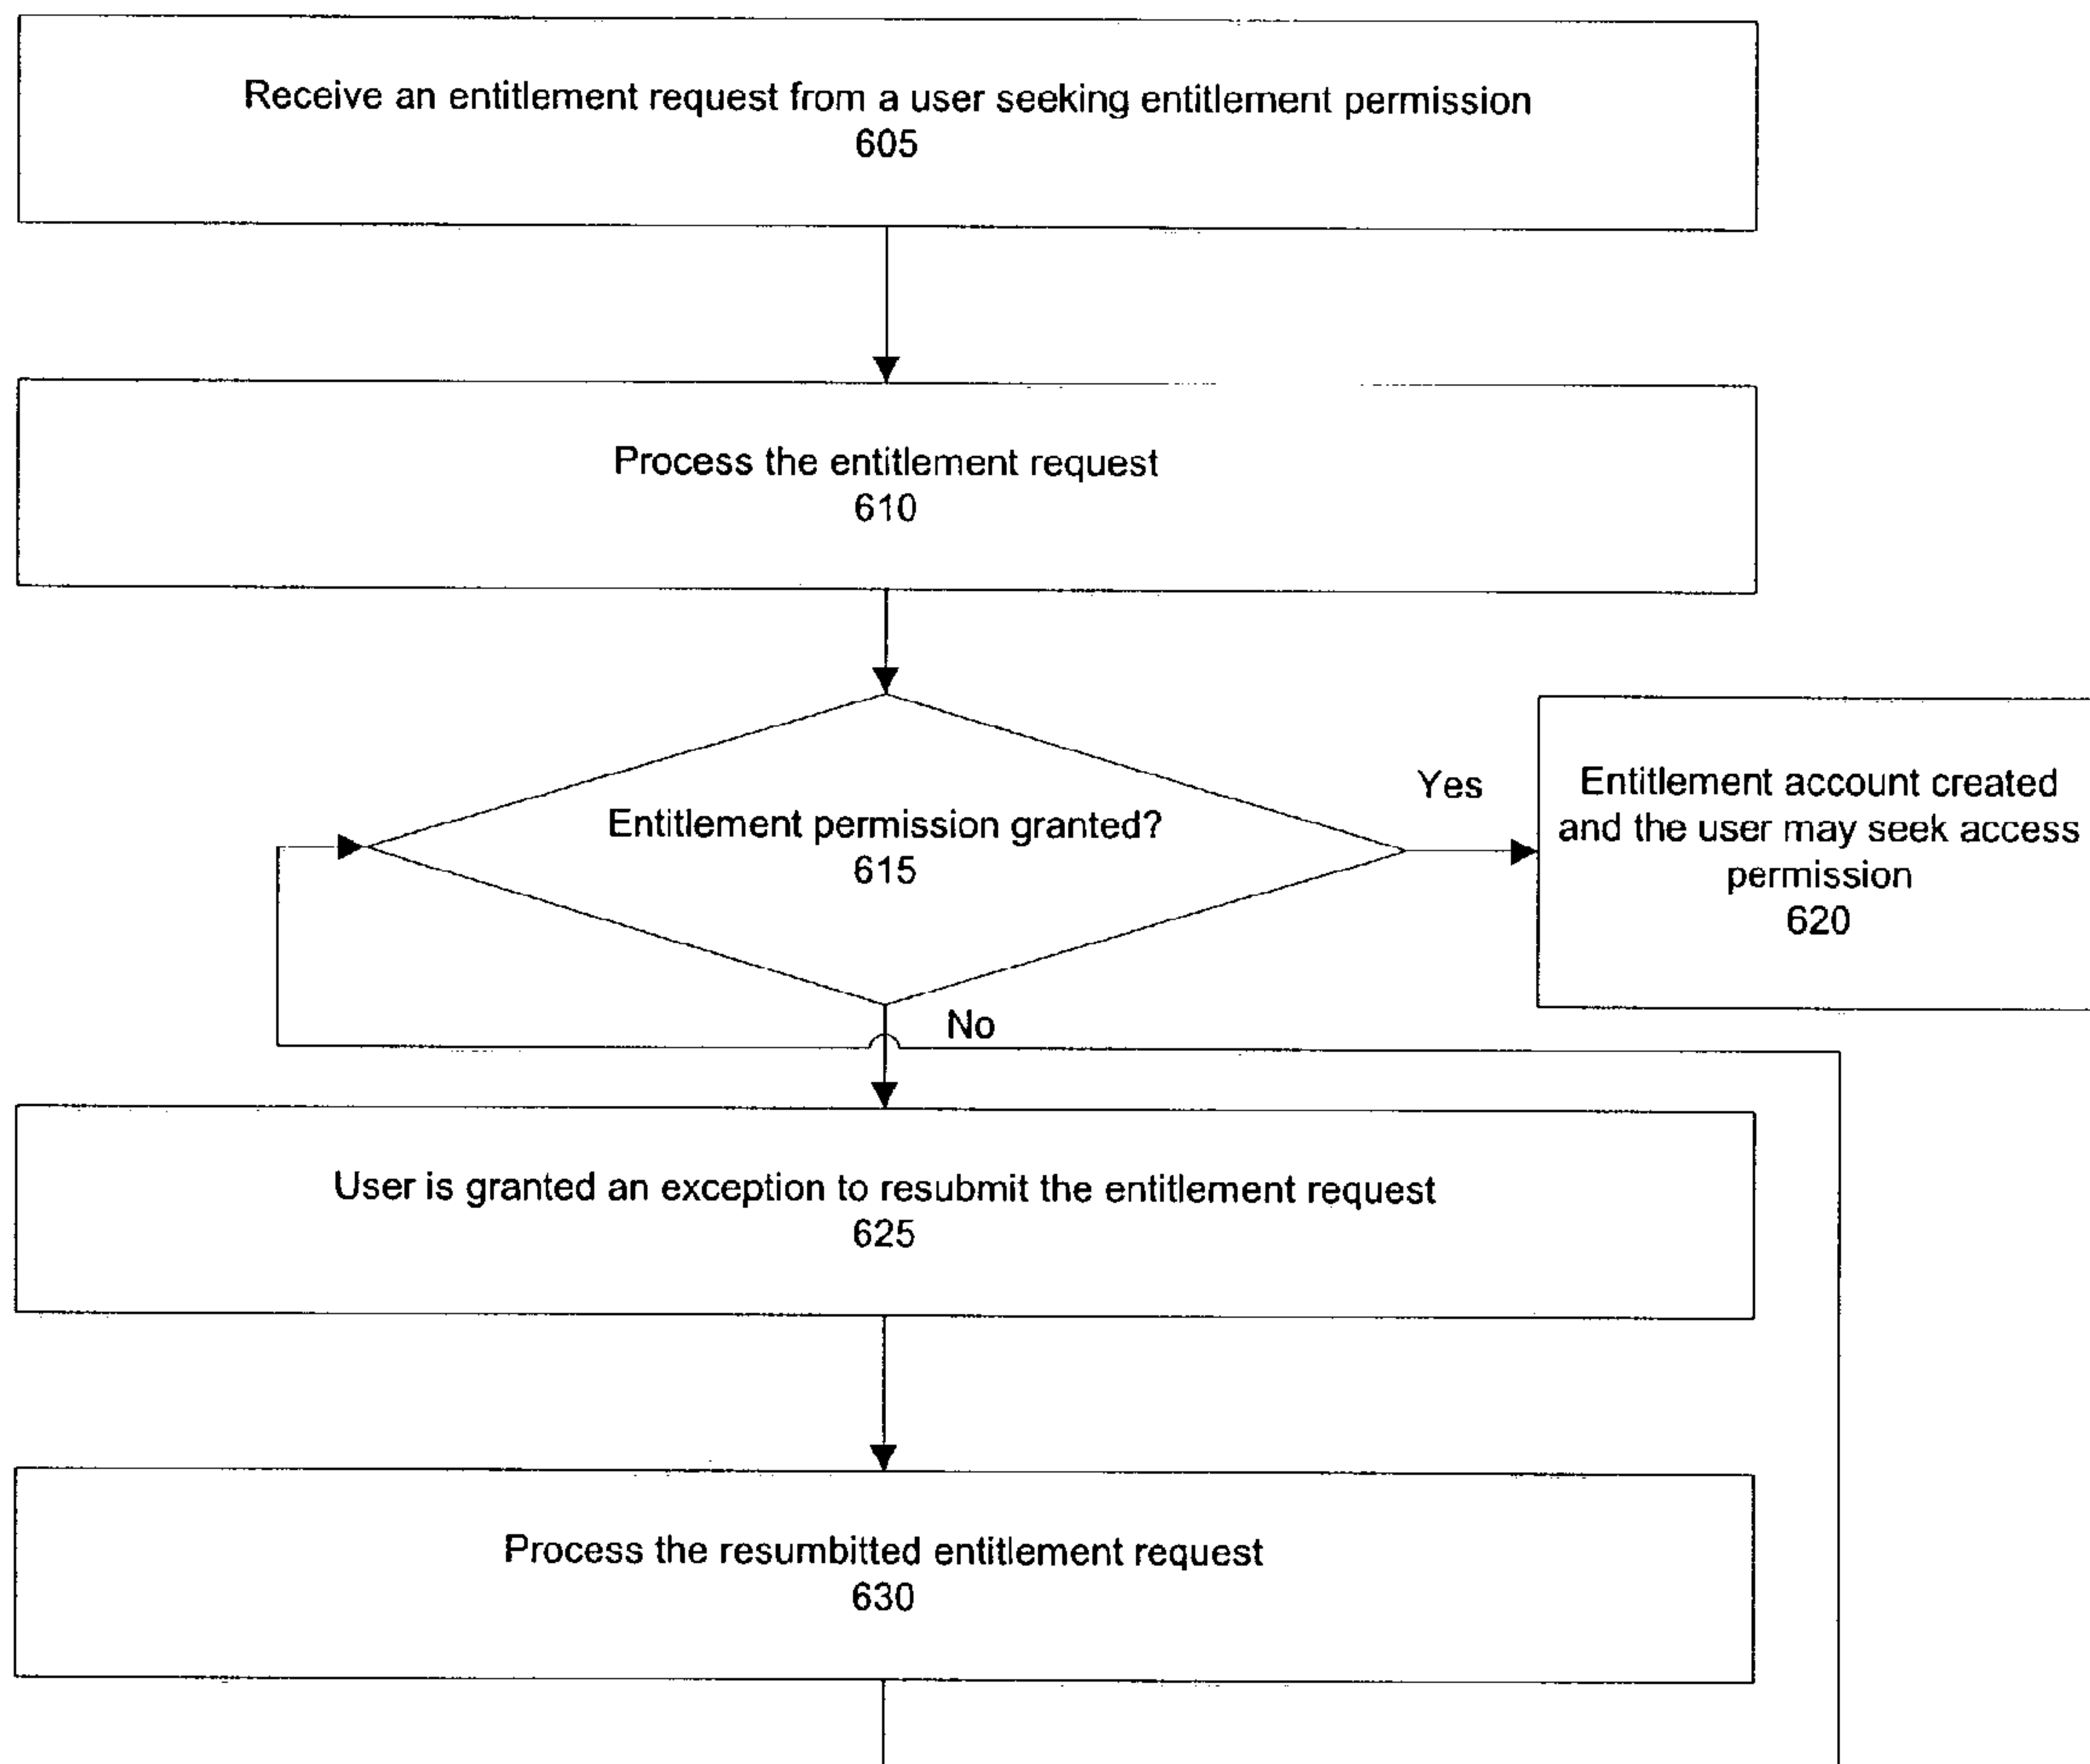 Receive an entitlement request from a user seeking entitlement permission
605
Process the entitlement request
610
Entitlement permission granted?
615
Yes
Entitlement account created
and the user may seek access
permission
620
No
User is granted an exception to resubmit the entitlement request
625
Process the resumbitted entitlement request
630